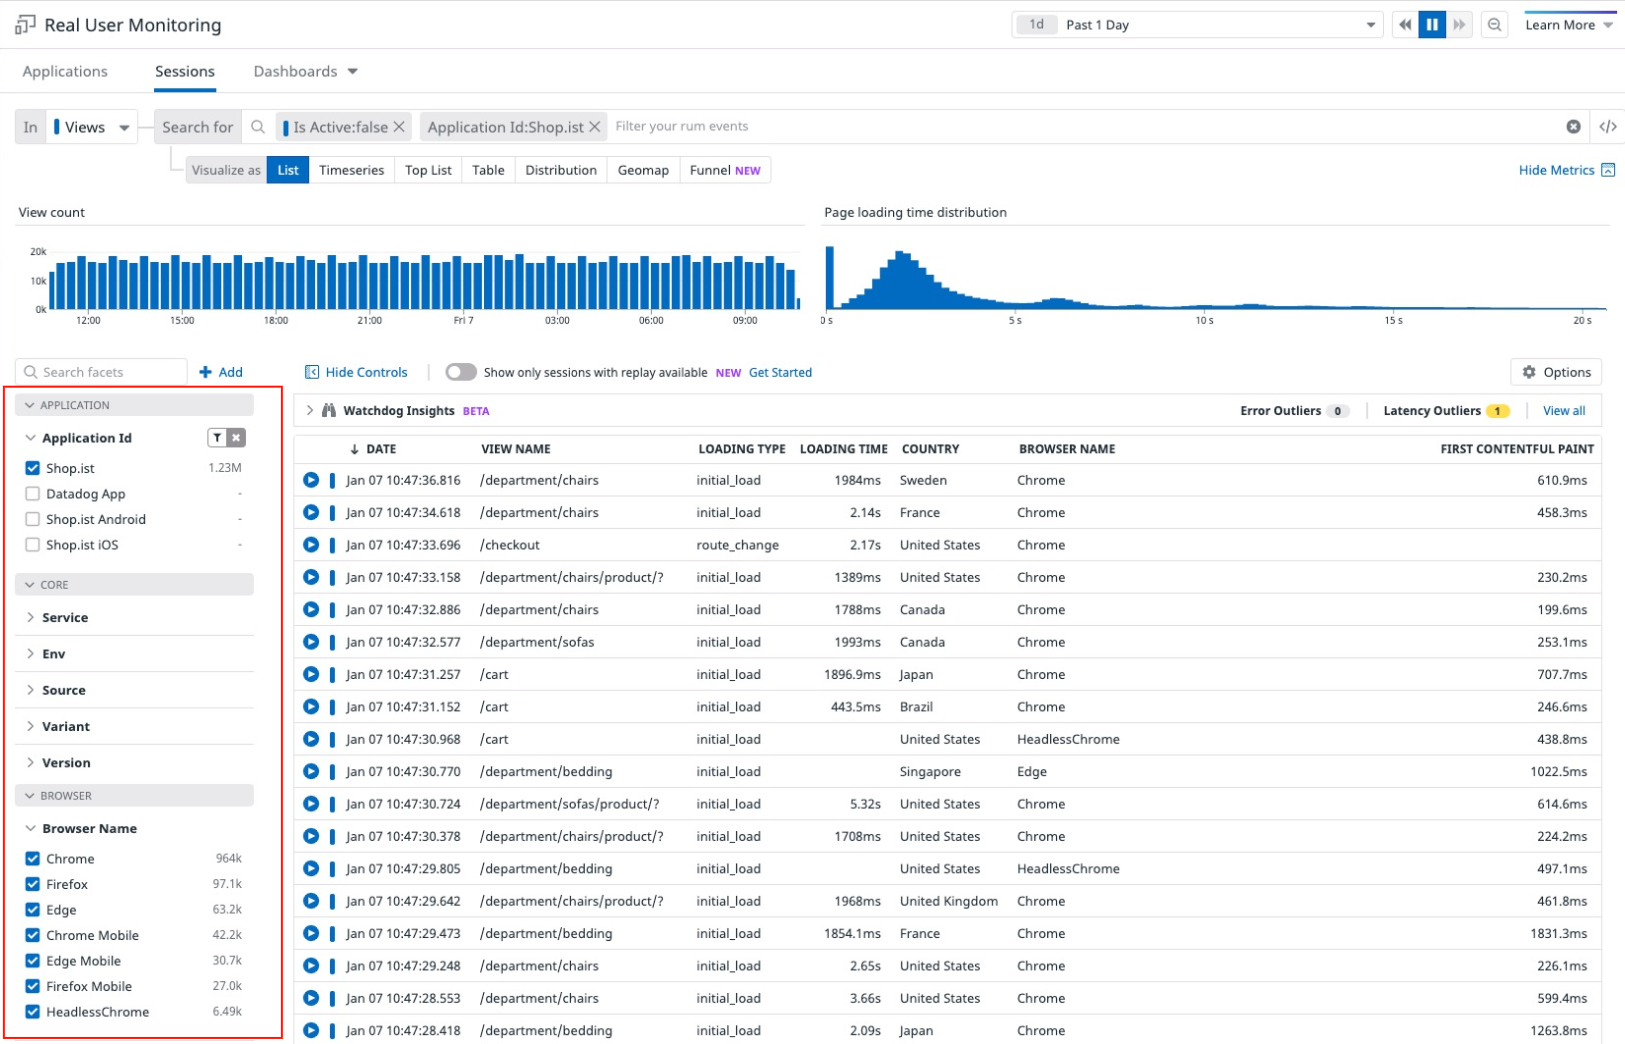 Real User Monitoring
1d Past 1 Day
Learn More
Applications Sessions Dashboards
In Views Search for Is Active:false Application Id:Shop.ist Filter your rum events </>
Visualize as List Timeseries Top List Table Distribution Geomap Funnel NEW
Hide Metrics
View count
20k
10k
0k
12:00 15:00 18:00 21:00 Fri 7 03:00 06:00 09:00
Page loading time distribution
0 s 5 s 10 s 15 s 20 s
Search facets
Add
APPLICATION
Application Id
Shop.ist 1.23M
Datadog App -
Shop.ist Android -
Shop.ist iOS -
CORE
Service
Env
Source
Variant
Version
BROWSER
Browser Name
Chrome 964k
Firefox 97.1k
Edge 63.2k
Chrome Mobile 42.2k
Edge Mobile 30.7k
Firefox Mobile 27.0k
HeadlessChrome 6.49k
Hide Controls Show only sessions with replay available NEW Get Started
Options
Watchdog Insights BETA
Error Outliers 0 Latency Outliers 1 View all
DATE VIEW NAME LOADING TYPE LOADING TIME COUNTRY BROWSER NAME FIRST CONTENTFUL PAINT
Jan 07 10:47:36.816 /department/chairs initial_load 1984ms Sweden Chrome 610.9ms
Jan 07 10:47:34.618 /department/chairs initial_load 2.14s France Chrome 458.3ms
Jan 07 10:47:33.696 /checkout route_change 2.17s United States Chrome
Jan 07 10:47:33.158 /department/chairs/product/? initial_load 1389ms United States Chrome 230.2ms
Jan 07 10:47:32.886 /department/chairs initial_load 1788ms Canada Chrome 199.6ms
Jan 07 10:47:32.577 /department/sofas initial_load 1993ms Canada Chrome 253.1ms
Jan 07 10:47:31.257 /cart initial_load 1896.9ms Japan Chrome 707.7ms
Jan 07 10:47:31.152 /cart initial_load 443.5ms Brazil Chrome 246.6ms
Jan 07 10:47:30.968 /cart initial_load United States HeadlessChrome 438.8ms
Jan 07 10:47:30.770 /department/bedding initial_load Singapore Edge 1022.5ms
Jan 07 10:47:30.724 /department/sofas/product/? initial_load 5.32s United States Chrome 614.6ms
Jan 07 10:47:30.378 /department/chairs/product/? initial_load 1708ms United States Chrome 224.2ms
Jan 07 10:47:29.805 /department/bedding initial_load United States HeadlessChrome 497.1ms
Jan 07 10:47:29.642 /department/chairs/product/? initial_load 1968ms United Kingdom Chrome 461.8ms
Jan 07 10:47:29.473 /department/bedding initial_load 1854.1ms France Chrome 1831.3ms
Jan 07 10:47:29.248 /department/chairs initial_load 2.65s United States Chrome 226.1ms
Jan 07 10:47:28.553 /department/chairs initial_load 3.66s United States Chrome 599.4ms
Jan 07 10:47:28.418 /department/bedding initial_load 2.09s Japan Chrome 1263.8ms